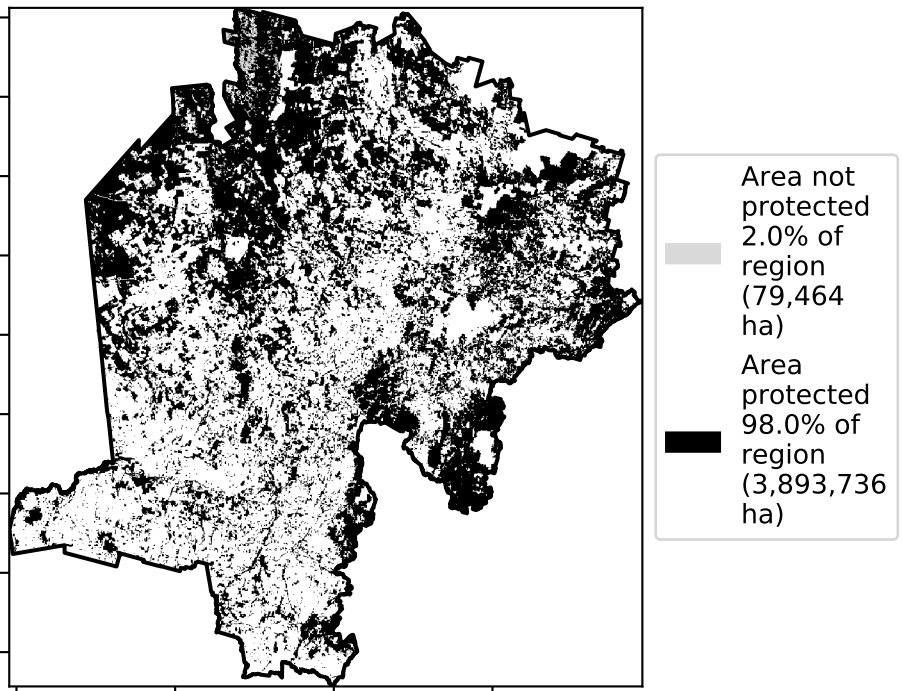 Area not
protected
2.0% of
region
(79,464
ha)
Area
protected
98.0% of
region
(3,893,736
ha)